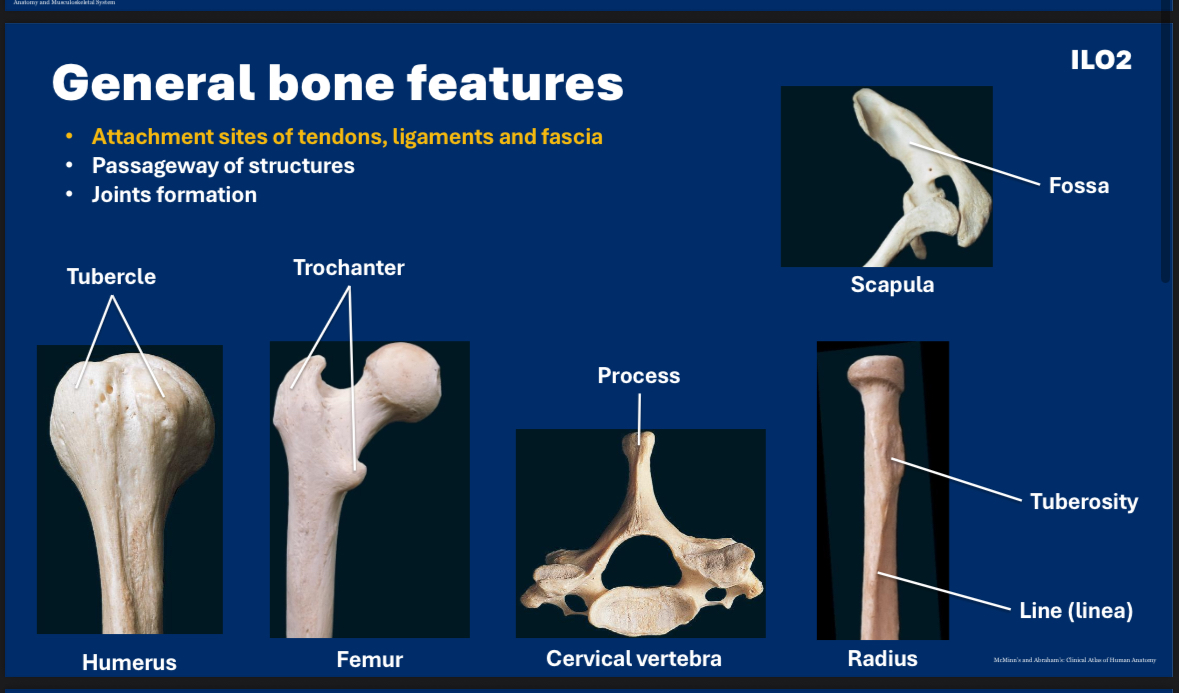 Anatomy and Musculoskeletal System
ILO2
General bone features
• Attachment sites of tendons, ligaments and fascia
• Passageway of structures
• Joints formation
Fossa
Scapula
Tubercle
Trochanter
Process
Tuberosity
Line (linea)
Humerus
Femur
Cervical vertebra
Radius
McMinn's and Abraham's: Clinical Atlas of Human Anatomy